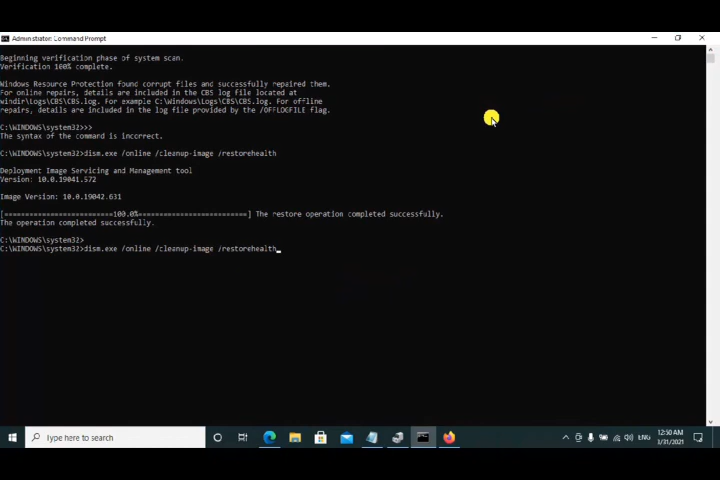 Administrator: Command Prompt
Beginning verification phase of system scan.
Verification 100% complete.
Windows Resource Protection found corrupt files and successfully repaired them.
For online repairs, details are included in the CBS log file located at
windir\Logs\CBS\CBS.log. For example C:\Windows\Logs\CBS\CBS.log. For offline
repairs, details are included in the log file provided by the /OFFLOGFILE flag.
C:\WINDOWS\system32>>>
The syntax of the command is incorrect.
C:\WINDOWS\system32>dism.exe /online /cleanup-image /restorehealth
Deployment Image Servicing and Management tool
Version: 10.0.19041.572
Image Version: 10.0.19042.631
[==========================100.0%==========================] The restore operation completed successfully.
The operation completed successfully.
C:\WINDOWS\system32>
C:\WINDOWS\system32>dism.exe /online /cleanup-image /restorehealth_
Type here to search
ENG
12:50 AM
3/31/2021